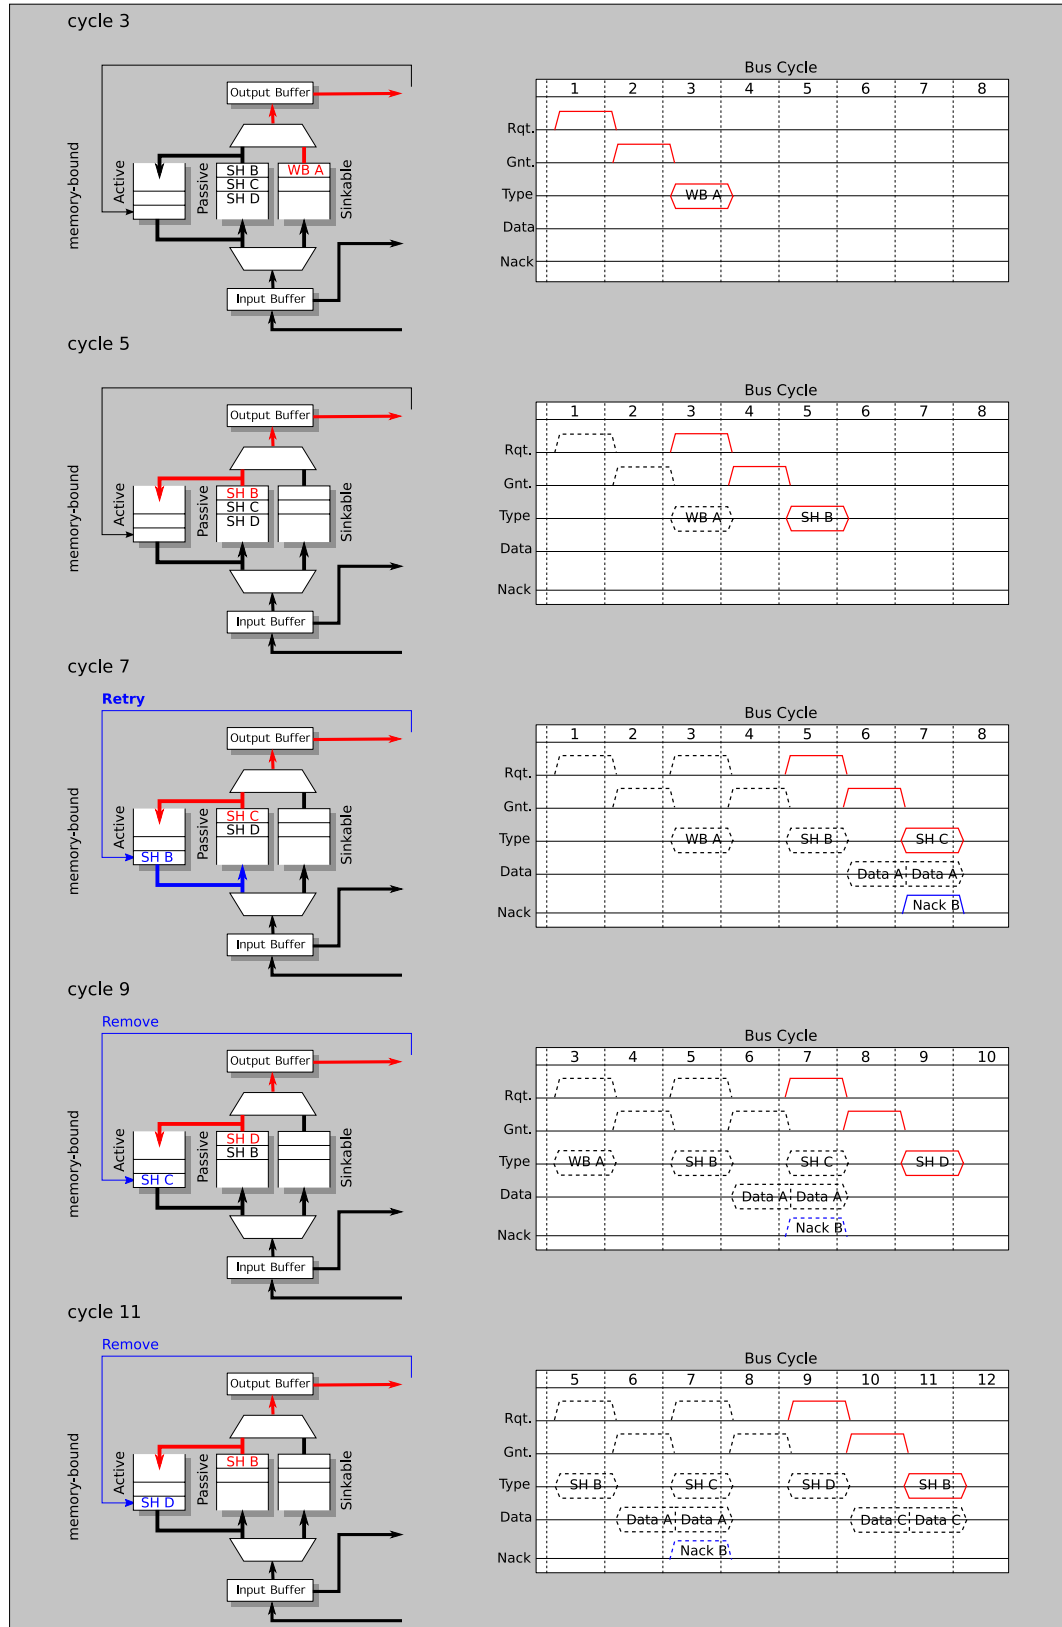 cycle 3
Output Buffer
memory-bound
Active
Passive
SH B
SH C
SH D
WB A
Sinkable
Input Buffer
Bus Cycle
1 2 3 4 5 6 7 8
Rqt.
Gnt.
Type WB A
Data
Nack
cycle 5
Output Buffer
memory-bound
Active
Passive
SH B
SH C
SH D
Sinkable
Input Buffer
Bus Cycle
1 2 3 4 5 6 7 8
Rqt.
Gnt.
Type WB A SH B
Data
Nack
cycle 7
Retry
Output Buffer
memory-bound
Active
SH B
Passive
SH C
SH D
Sinkable
Input Buffer
Bus Cycle
1 2 3 4 5 6 7 8
Rqt.
Gnt.
Type WB A SH B SH C
Data Data A Data A
Nack Nack B
cycle 9
Remove
Output Buffer
memory-bound
Active
SH C
Passive
SH D
SH B
Sinkable
Input Buffer
Bus Cycle
3 4 5 6 7 8 9 10
Rqt.
Gnt.
Type WB A SH B SH C SH D
Data Data A Data A
Nack Nack B
cycle 11
Remove
Output Buffer
memory-bound
Active
SH D
Passive
SH B
Sinkable
Input Buffer
Bus Cycle
5 6 7 8 9 10 11 12
Rqt.
Gnt.
Type SH B SH C SH D SH B
Data Data A Data A Data C Data C
Nack Nack B